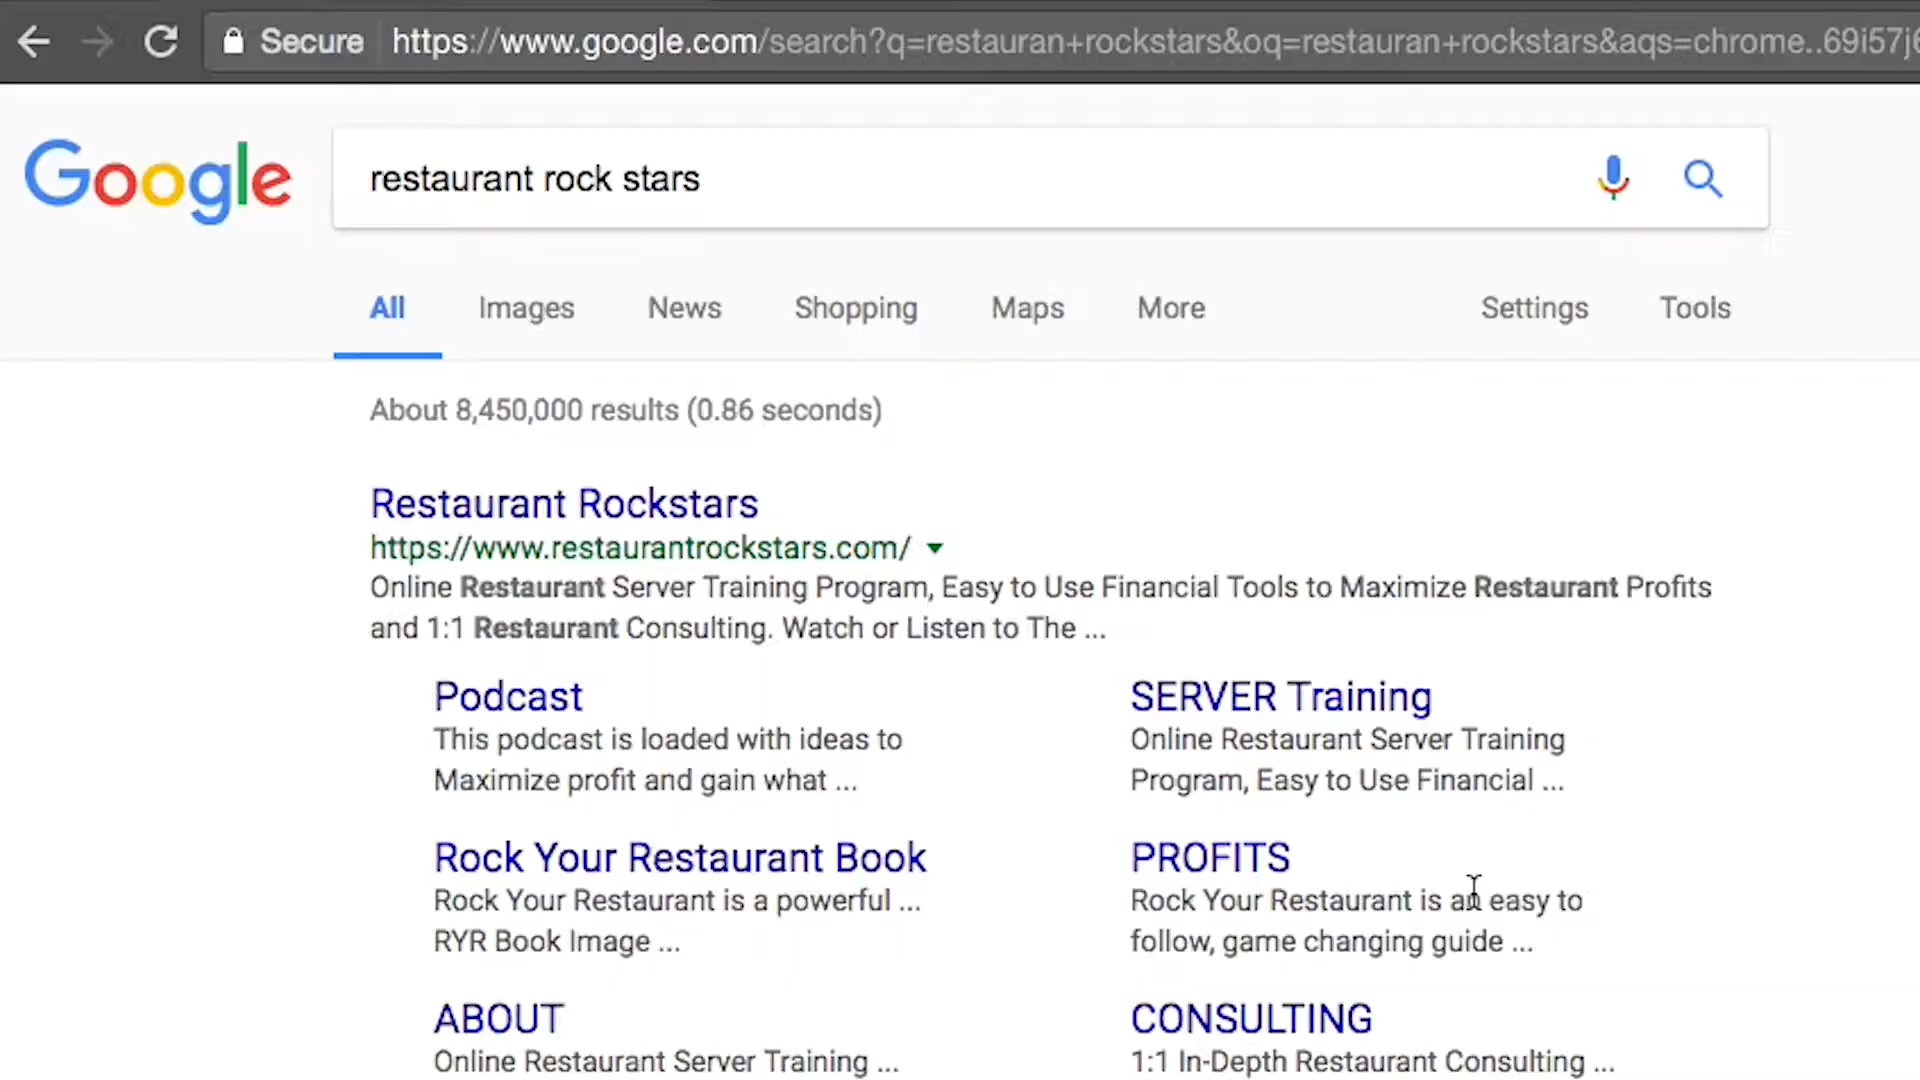 Secure https://www.google.com/search?q=restauran+rockstars&oq=restauran+rockstars&aqs=chrome..69i57j6
Google restaurant rock stars
All Images News Shopping Maps More Settings Tools
About 8,450,000 results (0.86 seconds)
Restaurant Rockstars
https://www.restaurantrockstars.com/
Online Restaurant Server Training Program, Easy to Use Financial Tools to Maximize Restaurant Profits
and 1:1 Restaurant Consulting. Watch or Listen to The ...
Podcast
This podcast is loaded with ideas to
Maximize profit and gain what ...
SERVER Training
Online Restaurant Server Training
Program, Easy to Use Financial ...
Rock Your Restaurant Book
Rock Your Restaurant is a powerful ...
RYR Book Image ...
PROFITS
Rock Your Restaurant is an easy to
follow, game changing guide ...
ABOUT
Online Restaurant Server Training ...
CONSULTING
1:1 In-Depth Restaurant Consulting ...